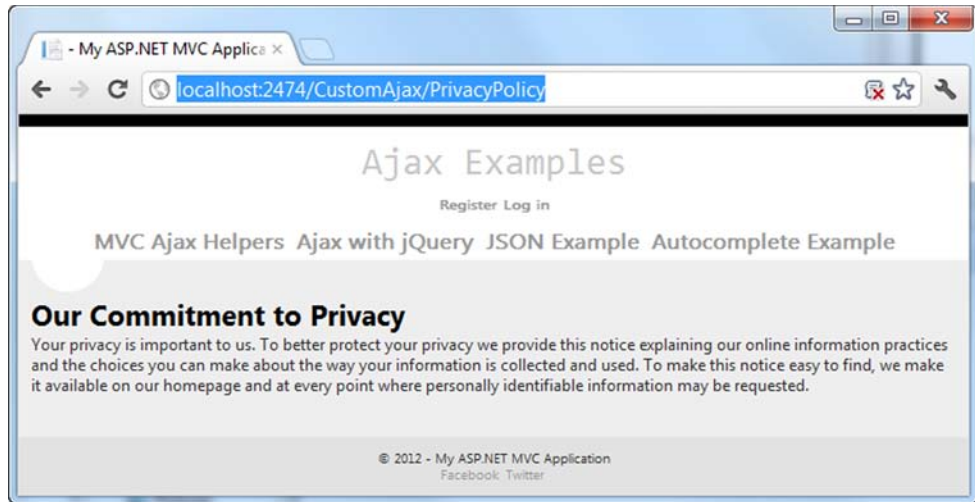 - My ASP.NET MVC Applica
localhost:2474/CustomAjax/PrivacyPolicy
Ajax Examples
Register Log in
MVC Ajax Helpers Ajax with jQuery JSON Example Autocomplete Example
Our Commitment to Privacy
Your privacy is important to us. To better protect your privacy we provide this notice explaining our online information practices
and the choices you can make about the way your information is collected and used. To make this notice easy to find, we make
it available on our homepage and at every point where personally identifiable information may be requested.
© 2012 - My ASP.NET MVC Application
Facebook Twitter